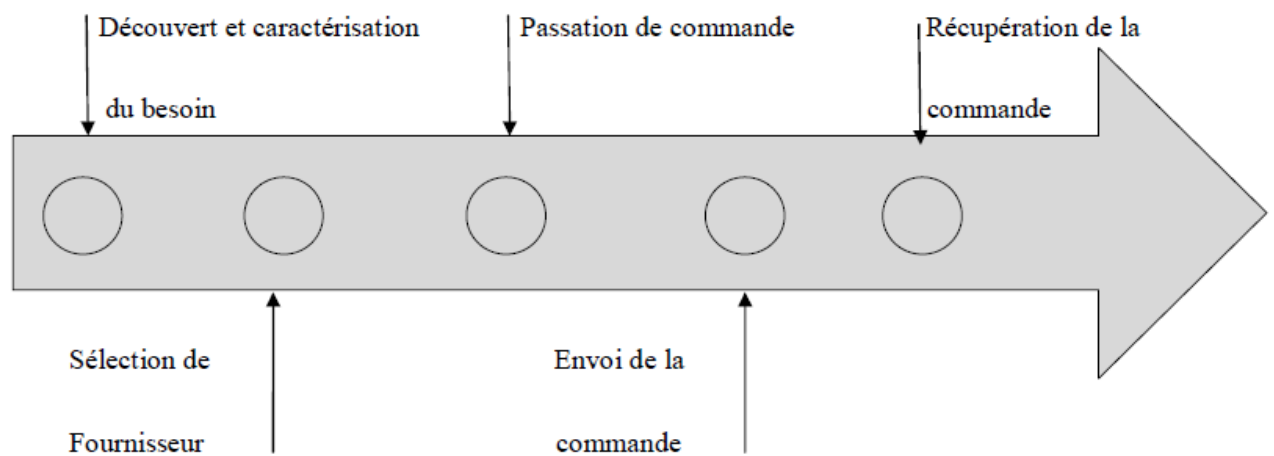 Découvert et caractérisation
du besoin
Passation de commande
Récupération de la
commande
Sélection de
Fournisseur
Envoi de la
commande